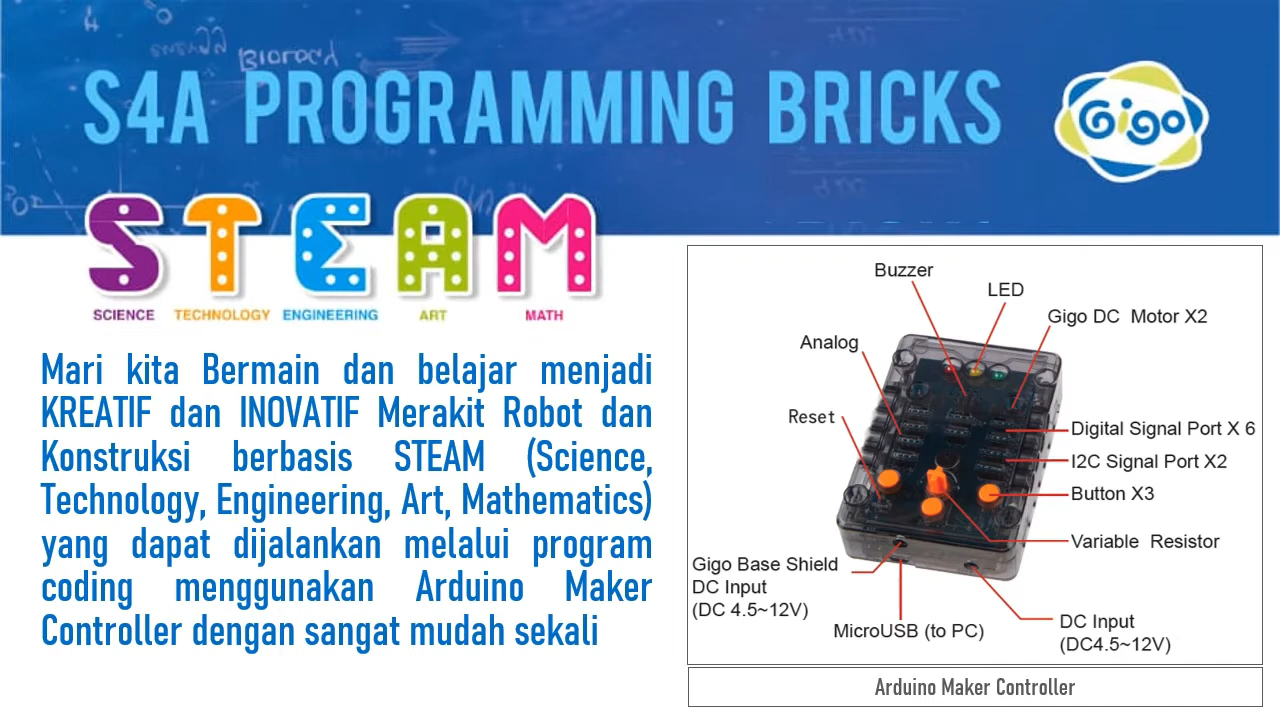 Biology
S4A PROGRAMMING BRICKS
Gigo
STEAM
SCIENCE TECHNOLOGY ENGINEERING ART MATH
Mari kita Bermain dan belajar menjadi
KREATIF dan INOVATIF Merakit Robot dan
Konstruksi berbasis STEAM (Science,
Technology, Engineering, Art, Mathematics)
yang dapat dijalankan melalui program
coding menggunakan Arduino Maker
Controller dengan sangat mudah sekali
Buzzer
LED
Gigo DC Motor X2
Analog
Reset
Digital Signal Port X 6
I2C Signal Port X2
Button X3
Variable Resistor
Gigo Base Shield
DC Input
(DC 4.5~12V)
MicroUSB (to PC)
DC Input
(DC4.5~12V)
Arduino Maker Controller